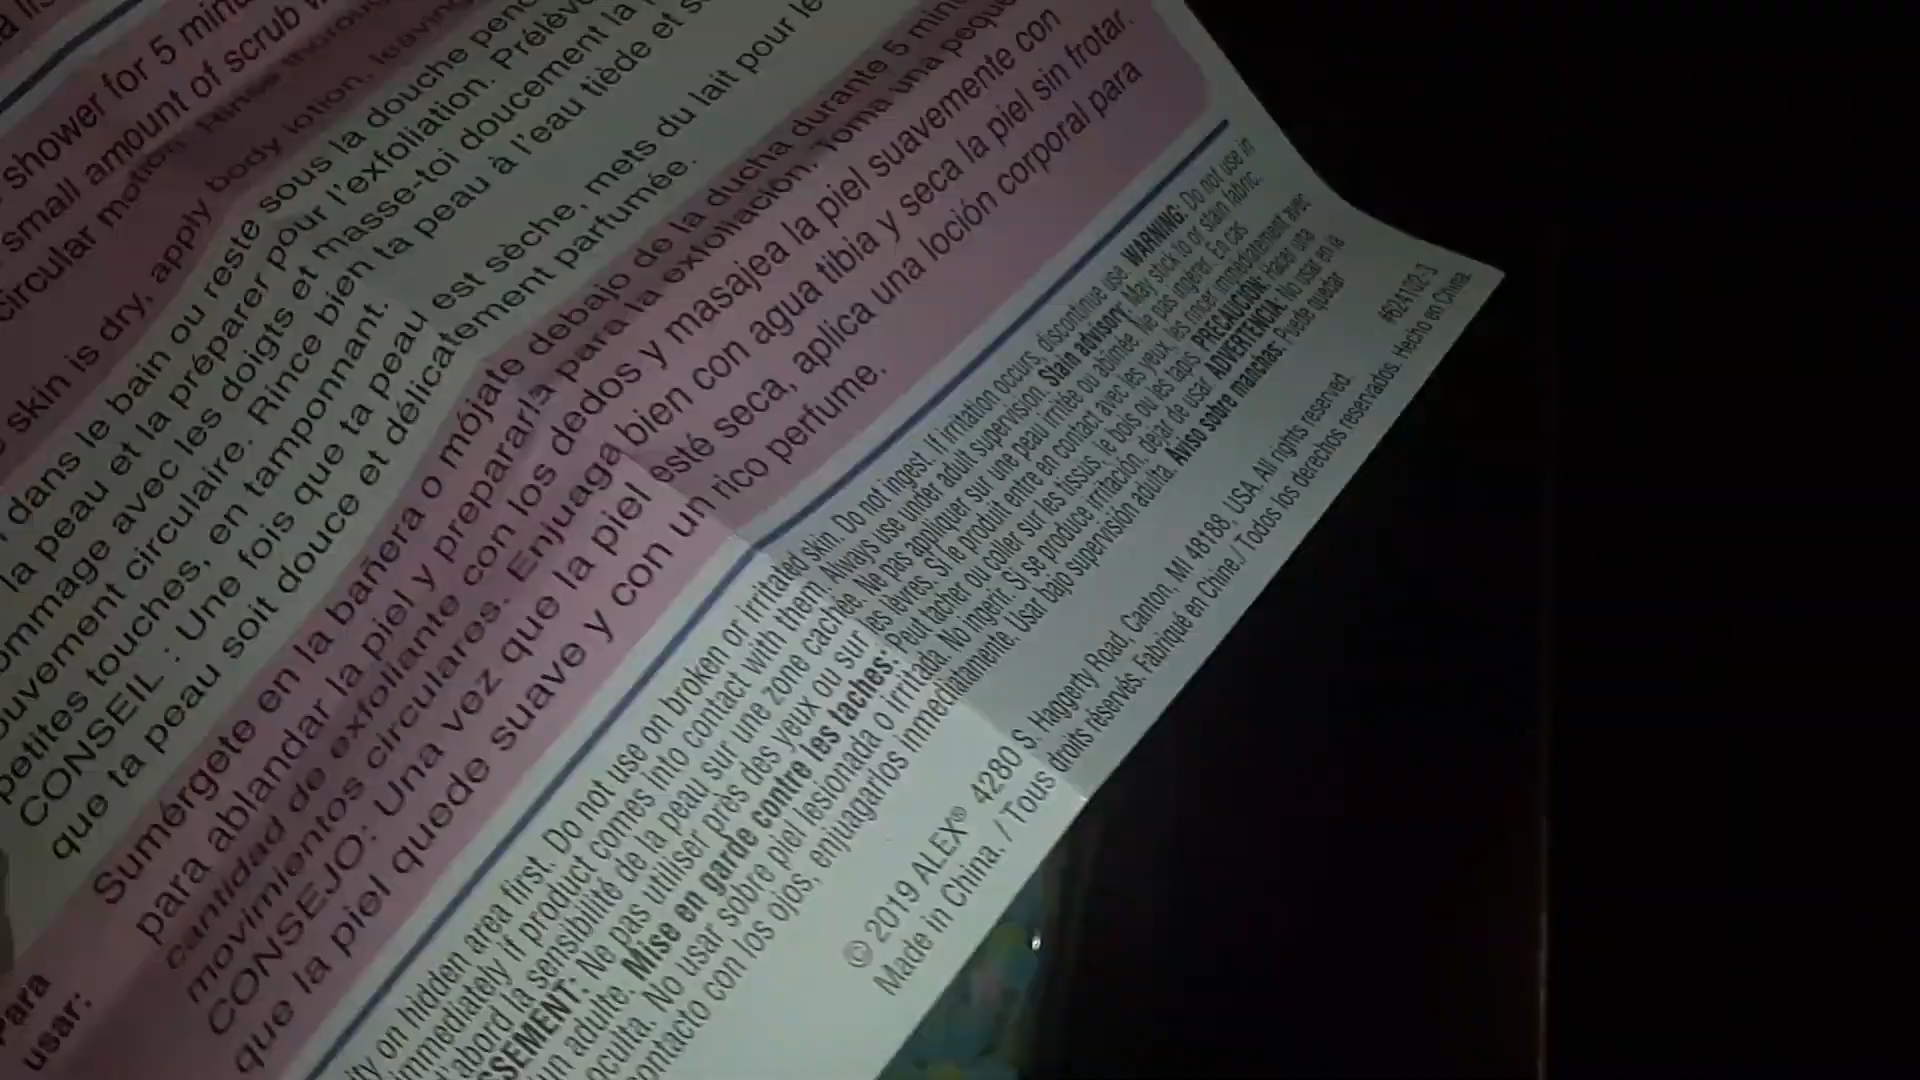 shower for 5 minu
small amount of scrub
circular motion. Rinse
skin is dry, apply body lotion, leaving
dans le bain ou reste sous la douche pend
la peau et la préparer pour l'exfoliation. Prélève
ommage avec les doigts et masse-toi doucement la
ouvement circulaire. Rince bien ta peau à l'eau tiède et s
petites touches, en tamponnant.
CONSEIL : Une fois que ta peau est sèche, mets du lait pour le
que ta peau soit douce et délicatement parfumée.
Para
usar:
Sumérgete en la bañera o mójate debajo de la ducha durante 5 minu
para ablandar la piel y prepararla para la exfoliación. Toma una peque
cantidad de exfoliante con los dedos y masajea la piel suavemente con
movimientos circulares. Enjuaga bien con agua tibia y seca la piel sin frotar.
CONSEJO: Una vez que la piel esté seca, aplica una loción corporal para
que la piel quede suave y con un rico perfume.
ity on hidden area first. Do not use on broken or irritated skin. Do not ingest. If irritation occurs, discontinue use. WARNING: Do not use in
immediately if product comes into contact with them. Always use under adult supervision. Stain advisory: May stick to or stain fabric,
d'abord la sensibilité de la peau sur une zone cachée. Ne pas appliquer sur une peau irritée ou abîmée. Ne pas ingérer. En cas
SSEMENT: Ne pas utiliser près des yeux ou sur les lèvres. Si le produit entre en contact avec les yeux, les rincer immédiatement avec
un adulte. Mise en garde contre les taches: Peut tacher ou coller sur les tissus, le bois ou les tapis. PRECAUCIÓN: Hacer una
oculta. No usar sobre piel lesionada o irritada. No ingerir. Si se produce irritación, dejar de usar. ADVERTENCIA: No usar en la
ontacto con los ojos, enjuagarlos inmediatamente. Usar bajo supervisión adulta. Aviso sobre manchas: Puede quedar
#62A102-3
© 2019 ALEX® 4280 S. Haggerty Road, Canton, MI 48188, USA. All rights reserved.
Made in China. / Tous droits réservés. Fabriqué en Chine./ Todos los derechos reservados. Hecho en China.